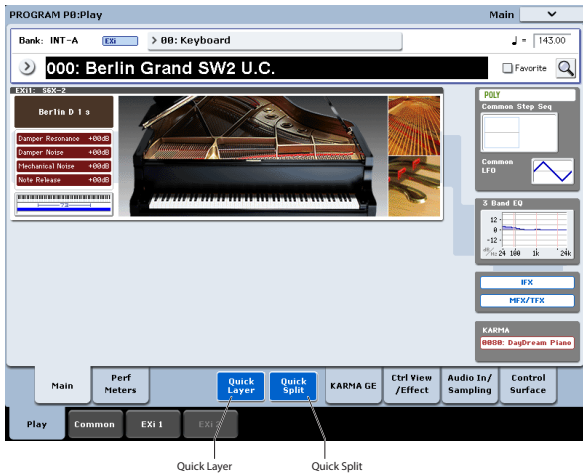 PROGRAM P0:Play
Main
Bank: INT-A
EXi
00: Keyboard
♩ = 143.00
000: Berlin Grand SW2 U.C.
Favorite
EXi1: SGX-2
Berlin D 1 s
Damper Resonance +00dB
Damper Noise +00dB
Mechanical Noise +00dB
Note Release +00dB
73
POLY
Common Step Seq
Common
LFO
3 Band EQ
12
0
-12
dB/Hz 24 100 1k 24k
IFX
MFX/TFX
KARMA
0080: DayDream Piano
Main
Perf
Meters
Quick
Layer
Quick
Split
KARMA GE
Ctrl View
/Effect
Audio In/
Sampling
Control
Surface
Play
Common
EXi 1
EXi 2
Quick Layer
Quick Split